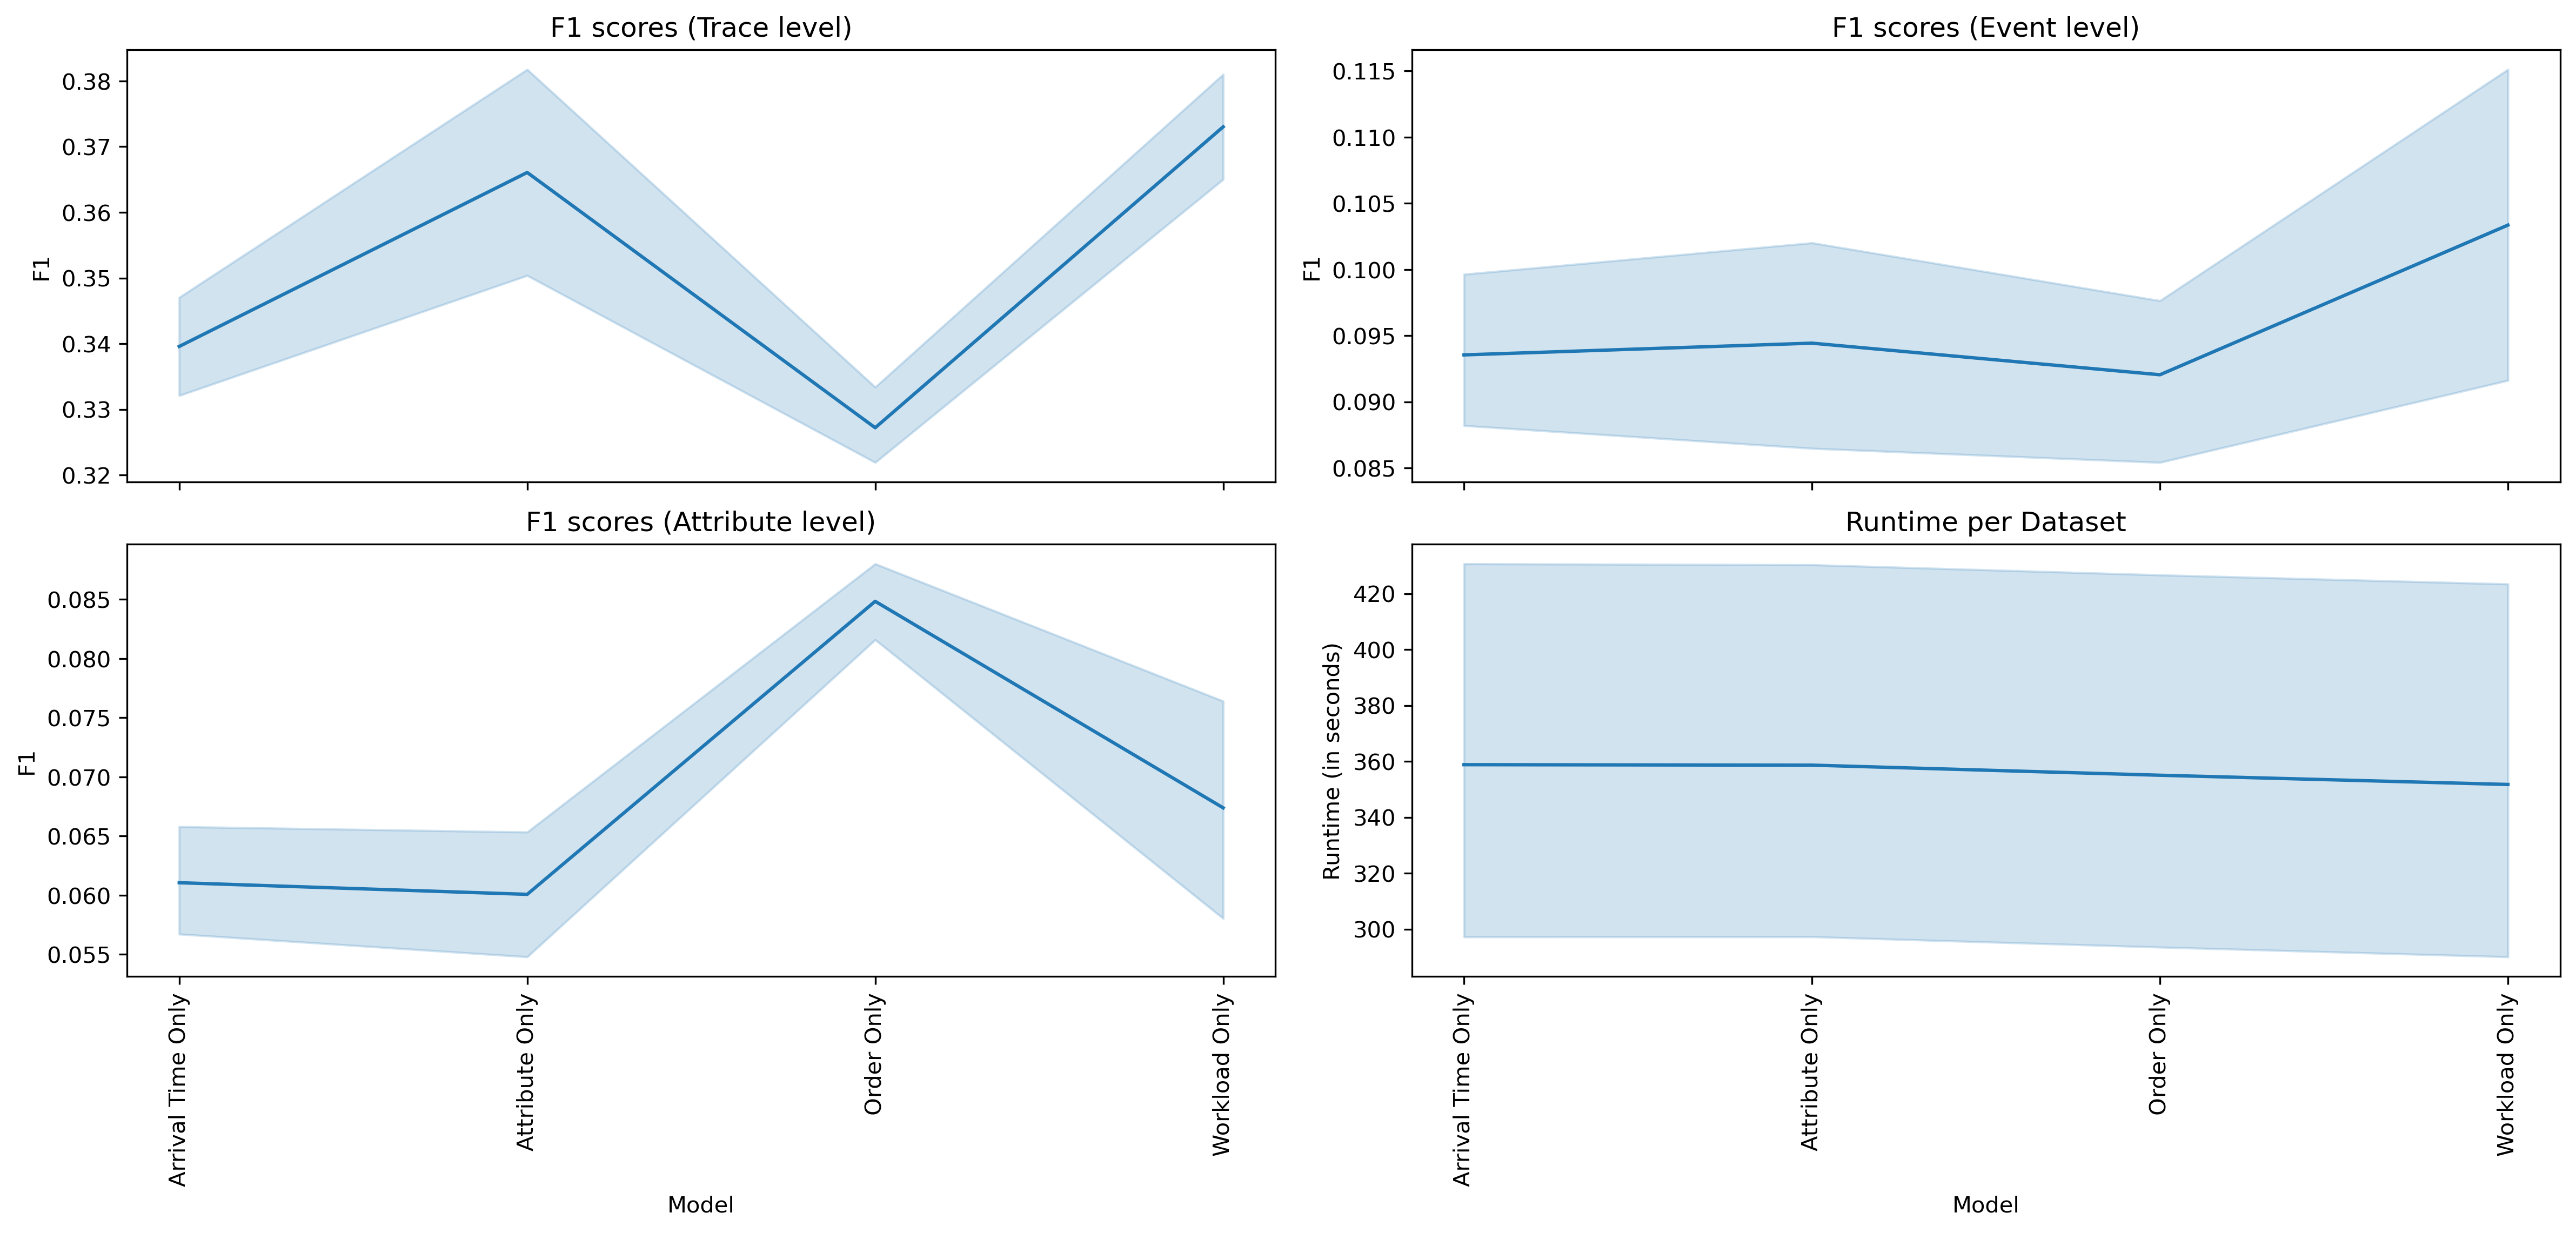 F1 scores (Trace level)
0.38
0.37
0.36
0.35
0.34
0.33
0.32
F1
F1 scores (Event level)
0.115
0.110
0.105
0.100
0.095
0.090
0.085
F1
F1 scores (Attribute level)
0.085
0.080
0.075
0.070
0.065
0.060
0.055
F1
Arrival Time Only
Attribute Only
Order Only
Workload Only
Model
Runtime per Dataset
420
400
380
360
340
320
300
Runtime (in seconds)
Arrival Time Only
Attribute Only
Order Only
Workload Only
Model